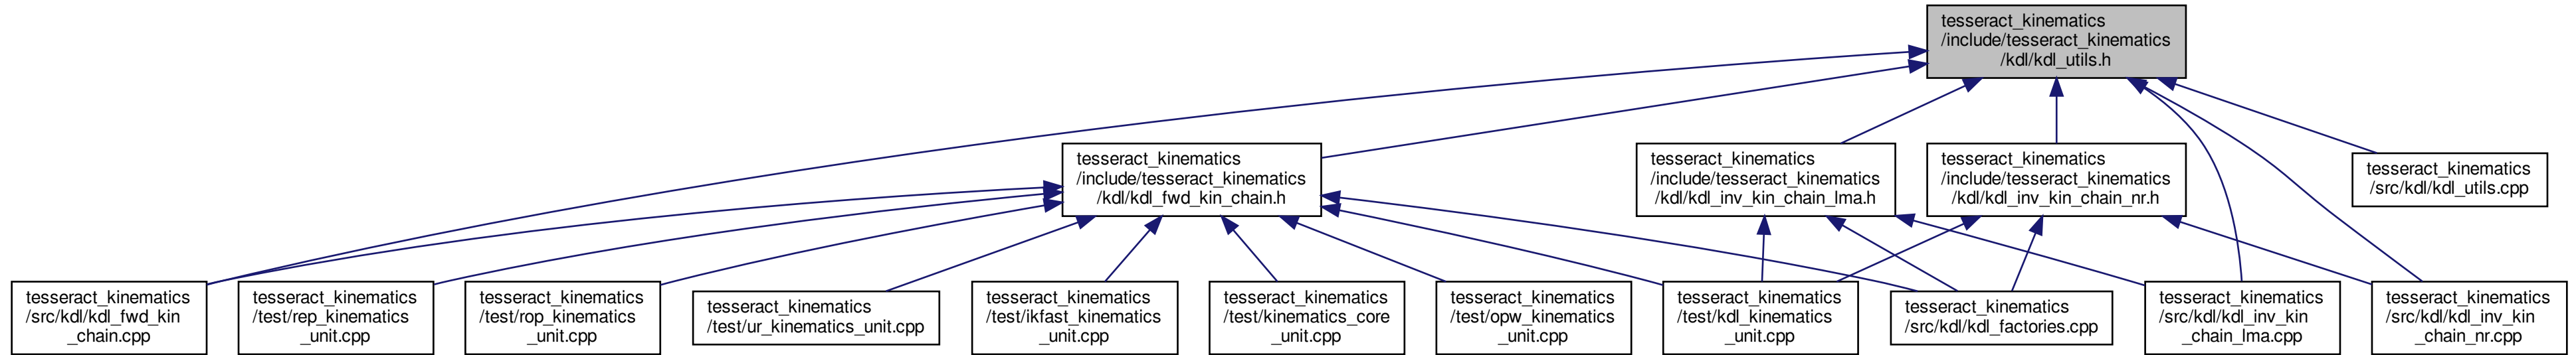 tesseract_kinematics
/include/tesseract_kinematics
/kdl/kdl_utils.h
tesseract_kinematics
/include/tesseract_kinematics
/kdl/kdl_fwd_kin_chain.h
tesseract_kinematics
/include/tesseract_kinematics
/kdl/kdl_inv_kin_chain_lma.h
tesseract_kinematics
/include/tesseract_kinematics
/kdl/kdl_inv_kin_chain_nr.h
tesseract_kinematics
/src/kdl/kdl_utils.cpp
tesseract_kinematics
/src/kdl/kdl_fwd_kin
_chain.cpp
tesseract_kinematics
/test/rep_kinematics
_unit.cpp
tesseract_kinematics
/test/rop_kinematics
_unit.cpp
tesseract_kinematics
/test/ur_kinematics_unit.cpp
tesseract_kinematics
/test/ikfast_kinematics
_unit.cpp
tesseract_kinematics
/test/kinematics_core
_unit.cpp
tesseract_kinematics
/test/opw_kinematics
_unit.cpp
tesseract_kinematics
/test/kdl_kinematics
_unit.cpp
tesseract_kinematics
/src/kdl/kdl_factories.cpp
tesseract_kinematics
/src/kdl/kdl_inv_kin
_chain_lma.cpp
tesseract_kinematics
/src/kdl/kdl_inv_kin
_chain_nr.cpp